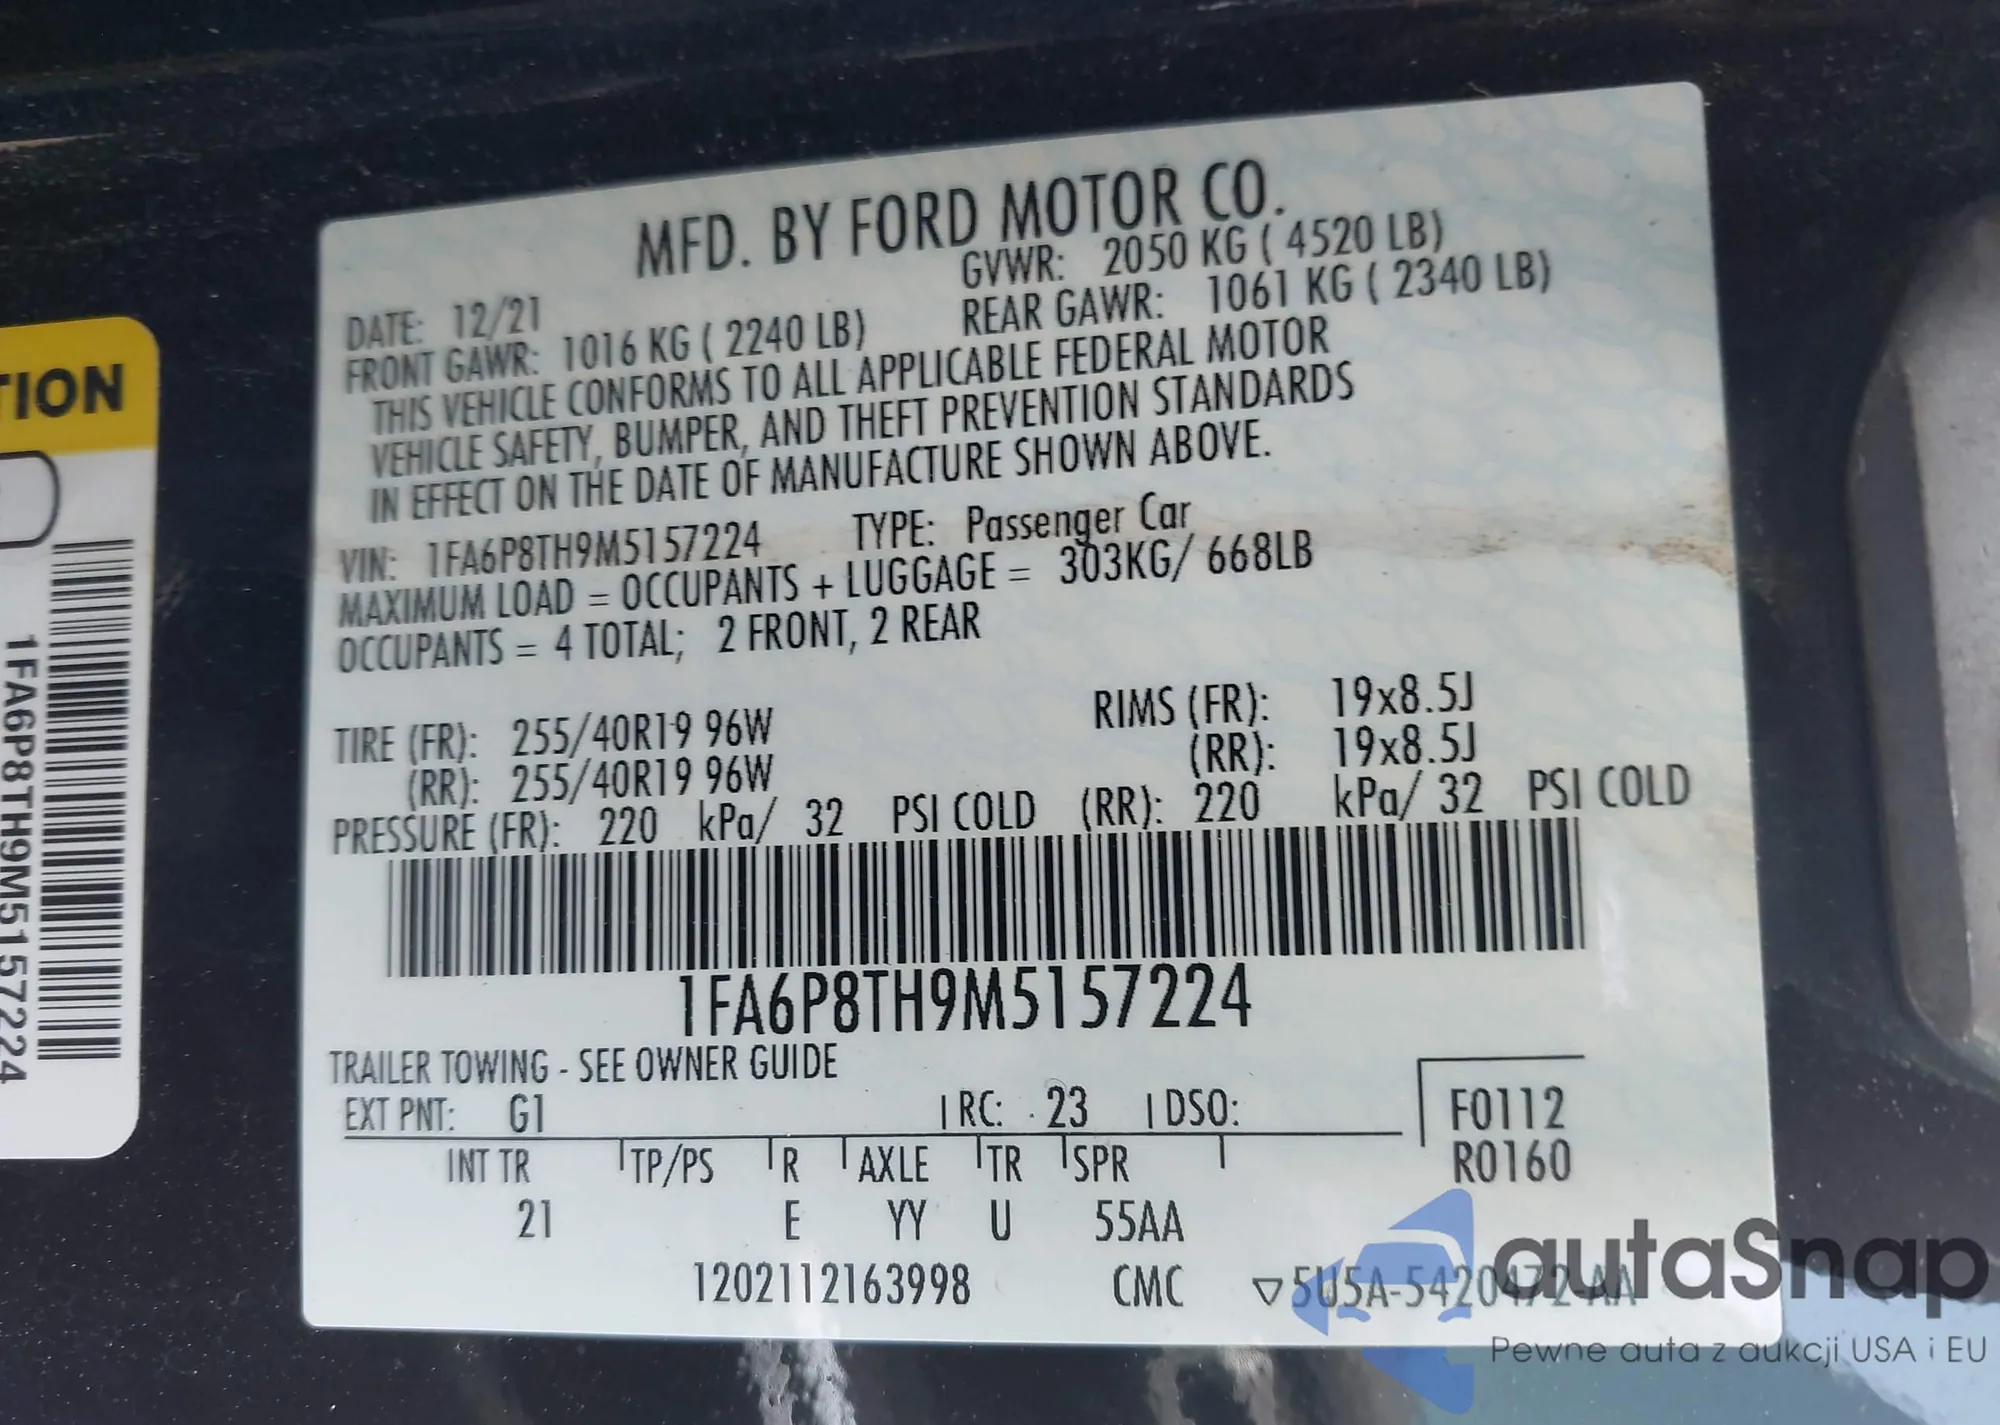 MFD. BY FORD MOTOR CO.
DATE: 12/21 GVWR: 2050 KG ( 4520 LB)
FRONT GAWR: 1016 KG ( 2240 LB) REAR GAWR: 1061 KG ( 2340 LB)
THIS VEHICLE CONFORMS TO ALL APPLICABLE FEDERAL MOTOR
VEHICLE SAFETY, BUMPER, AND THEFT PREVENTION STANDARDS
IN EFFECT ON THE DATE OF MANUFACTURE SHOWN ABOVE.
VIN: 1FA6P8TH9M5157224 TYPE: Passenger Car
MAXIMUM LOAD = OCCUPANTS + LUGGAGE = 303KG/ 668LB
OCCUPANTS = 4 TOTAL; 2 FRONT, 2 REAR
TIRE (FR): 255/40R19 96W RIMS (FR): 19x8.5J
(RR): 255/40R19 96W (RR): 19x8.5J
PRESSURE (FR): 220 kPa/ 32 PSI COLD (RR): 220 kPa/ 32 PSI COLD
1FA6P8TH9M5157224
TRAILER TOWING - SEE OWNER GUIDE
EXT PNT: G1 RC: 23 DSO: F0112
R0160
INT TR TP/PS R AXLE TR SPR
21 E YY U 55AA
1202112163998 CMC ▽5U5A-5420472-AA
TION
1FA6P8TH9M5157224
autaSnap
Pewne auta z aukcji USA i EU